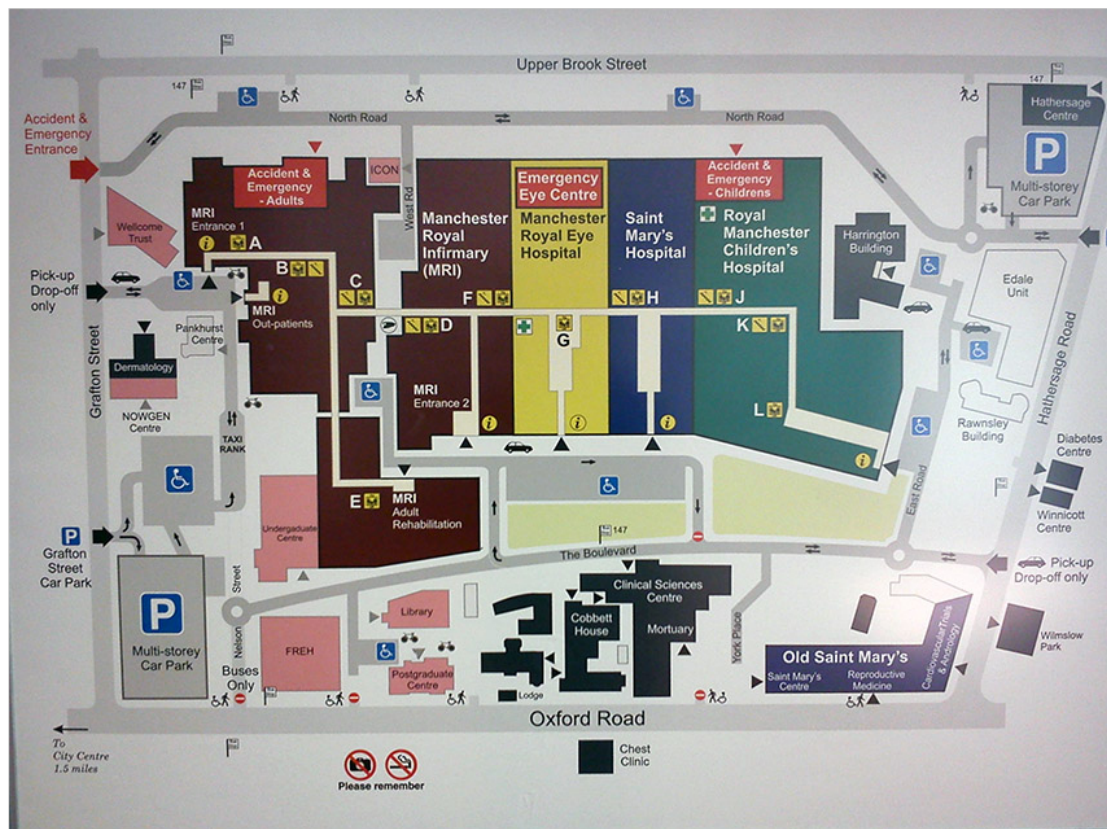 Upper Brook Street
147
147
Hathersage
Centre
Accident &
Emergency
Entrance
North Road
North Road
P
Multi-storey
Car Park
Accident &
Emergency
- Adults
ICON
West Rd
Emergency
Eye Centre
Accident &
Emergency
- Childrens
MRI
Entrance 1
Wellcome
Trust
Manchester
Royal
Infirmary
(MRI)
Manchester
Royal Eye
Hospital
Saint
Mary's
Hospital
Royal
Manchester
Children's
Hospital
Harrington
Building
i
A
B
C
F
H
J
Pick-up
Drop-off
only
Edale
Unit
i
MRI
Out-patients
D
G
K
Pankhurst
Centre
Grafton Street
Dermatology
NOWGEN
Centre
MRI
Entrance 2
L
Rawnsley
Building
Hathersage Road
TAXI
RANK
i
i
i
i
Diabetes
Centre
E
MRI
Adult
Rehabilitation
East Road
Winnicott
Centre
Undergaduate
Centre
147
The Boulevard
P
Grafton
Street
Car Park
Pick-up
Drop-off only
P
Multi-storey
Car Park
Nelson Street
Library
Clinical Sciences
Centre
Cobbett
House
Mortuary
York Place
Wilmslow
Park
FREH
Postgraduate
Centre
Lodge
Old Saint Mary's
Saint Mary's
Centre
Reproductive
Medicine
Cardiovascular Trials
& Andrology
Buses
Only
Oxford Road
To
City Centre
1.5 miles
Chest
Clinic
Please remember